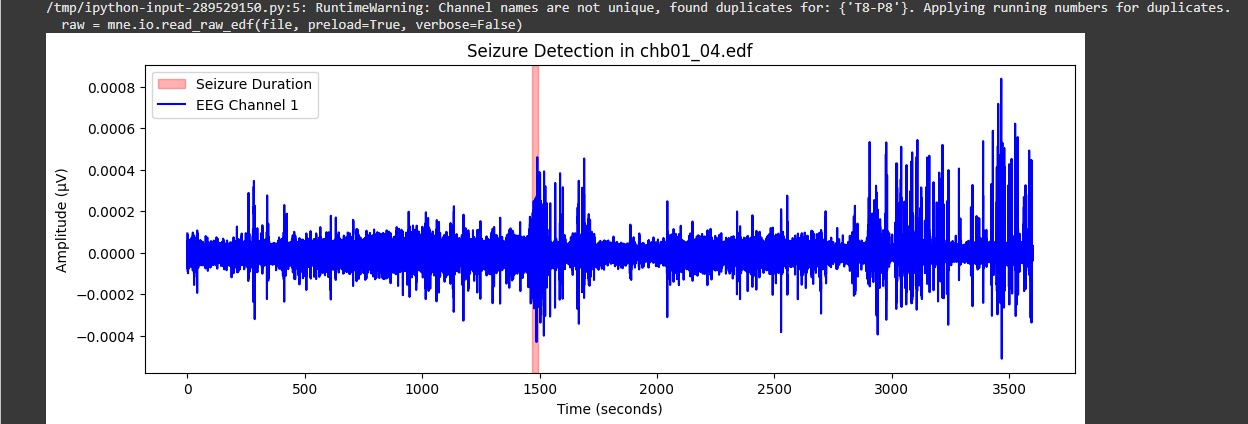 /tmp/ipython-input-289529150.py:5: RuntimeWarning: Channel names are not unique, found duplicates for: {'T8-P8'}. Applying running numbers for duplicates.
raw = mne.io.read_raw_edf(file, preload=True, verbose=False)
Seizure Detection in chb01_04.edf
Seizure Duration
EEG Channel 1
0.0008
0.0006
0.0004
0.0002
0.0000
−0.0002
−0.0004
Amplitude (µV)
0 500 1000 1500 2000 2500 3000 3500
Time (seconds)